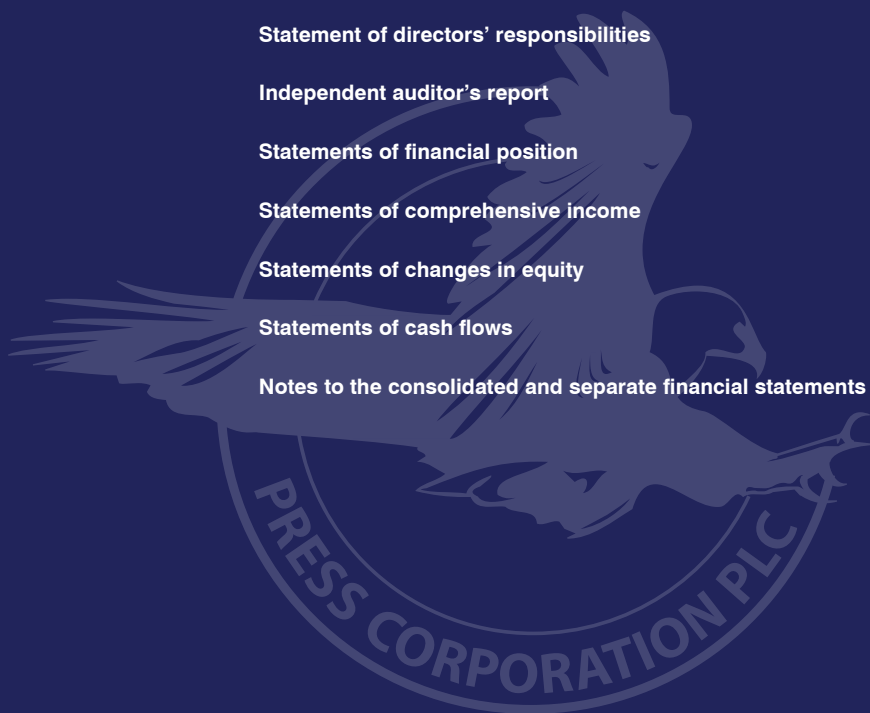 Statement of directors’ responsibilities
Independent auditor’s report
Statements of financial position
Statements of comprehensive income
Statements of changes in equity
Statements of cash flows
Notes to the consolidated and separate financial statements
PRESS CORPORATION PLC